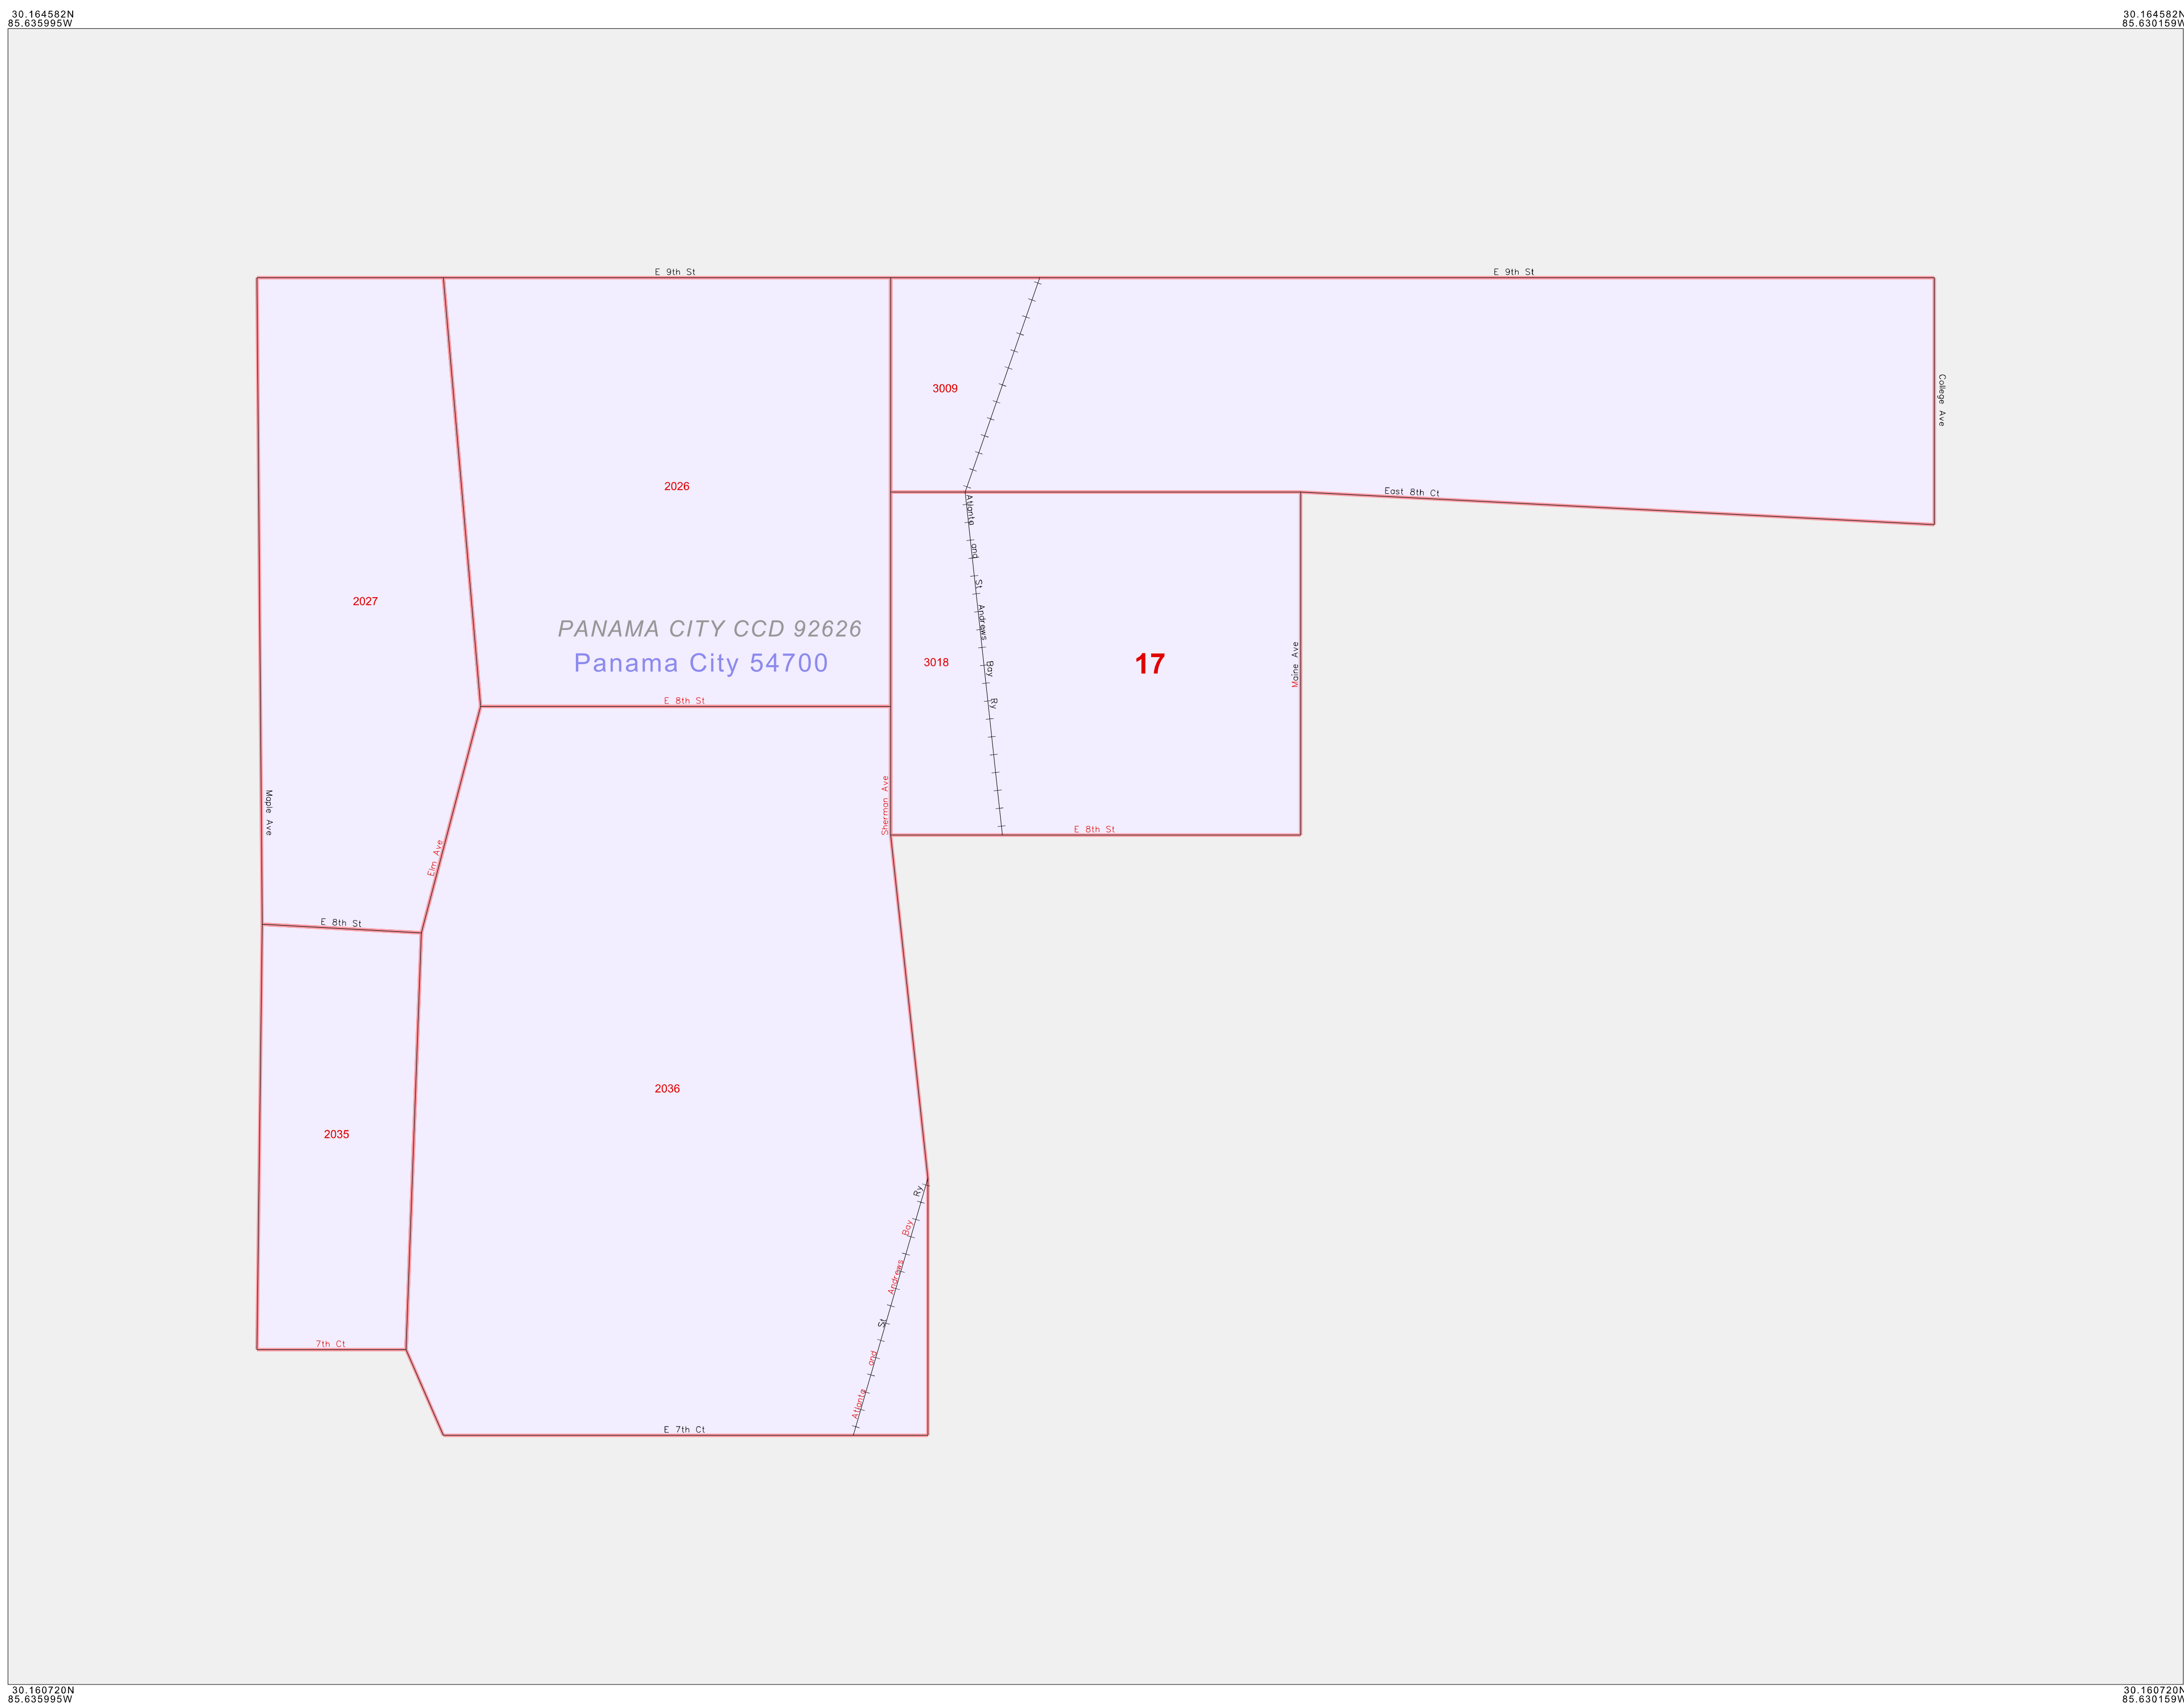 30.164582N
85.635995W
30.164582N
85.630159W
E 9th St
E 9th St
College Ave
3009
2026
East 8th Ct
Atlanta and St Andrews Bay Ry
2027
PANAMA CITY CCD 92626
Panama City 54700
3018
17
Maine Ave
E 8th St
Maple Ave
Sherman Ave
E 8th St
Elm Ave
E 8th St
2036
2035
Atlanta and St Andrews Bay Ry
7th Ct
E 7th Ct
30.160720N
85.635995W
30.160720N
85.630159W